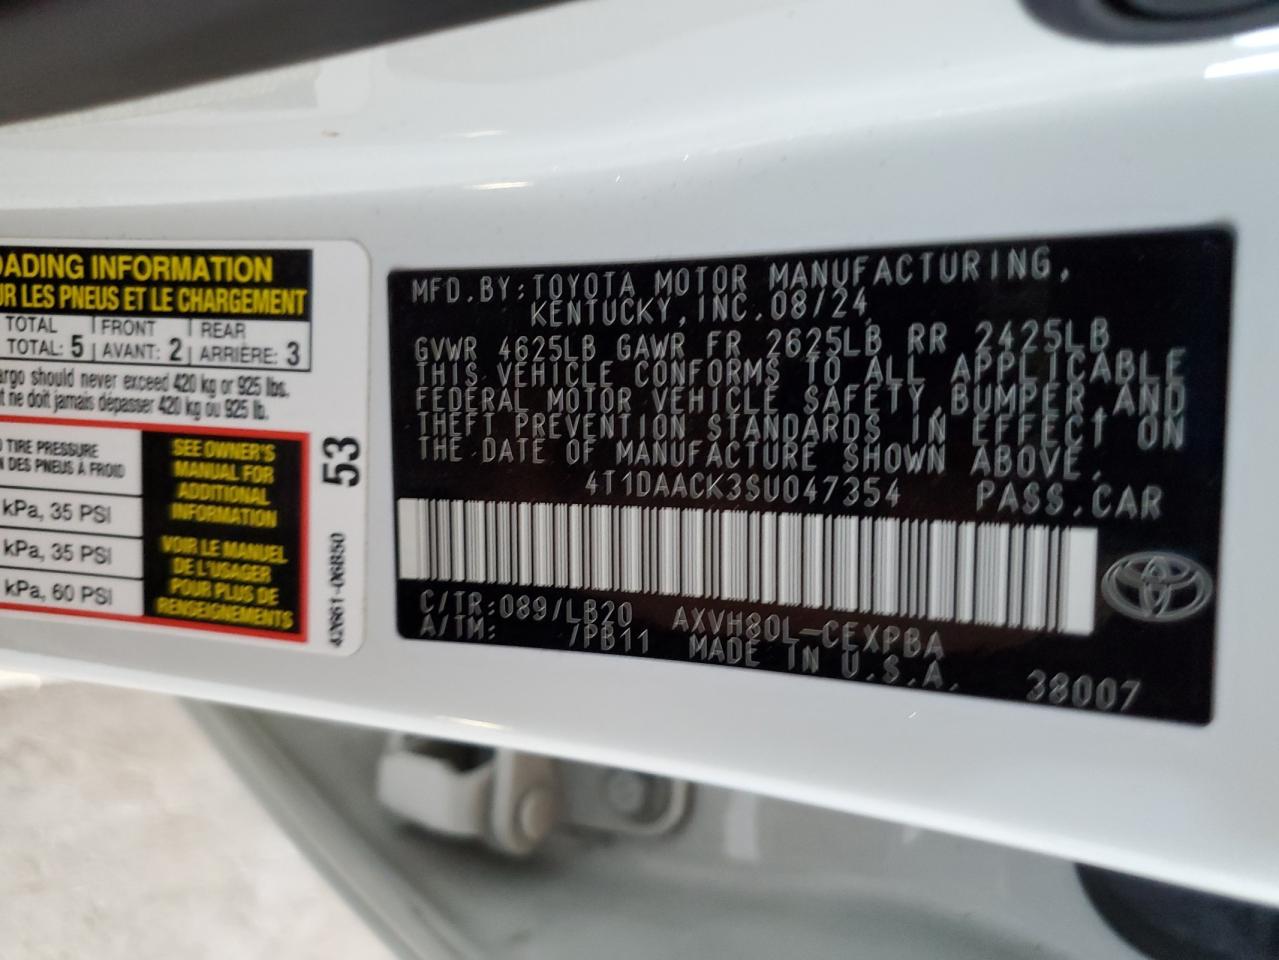 OADING INFORMATION
UR LES PNEUS ET LE CHARGEMENT
TOTAL FRONT REAR
TOTAL: 5 AVANT: 2 ARRIÈRE: 3
argo should never exceed 420 kg or 925 lbs.
t ne doit jamais dépasser 420 kg ou 925 lb.
TIRE PRESSURE
DES PNEUS À FROID
kPa, 35 PSI
kPa, 35 PSI
kPa, 60 PSI
SEE OWNER'S
MANUAL FOR
ADDITIONAL
INFORMATION
VOIR LE MANUEL
DE L'USAGER
POUR PLUS DE
RENSEIGNEMENTS
53
42661-06B50
MFD.BY:TOYOTA MOTOR MANUFACTURING,
KENTUCKY,INC.08/24
GVWR 4625LB GAWR FR 2625LB RR 2425LB
THIS VEHICLE CONFORMS TO ALL APPLICABLE
FEDERAL MOTOR VEHICLE SAFETY,BUMPER AND
THEFT PREVENTION STANDARDS IN EFFECT ON
THE DATE OF MANUFACTURE SHOWN ABOVE.
4T1DAACK3SU047354 PASS.CAR
C/TR:089/LB20 AXVH80L-CEXPBA
A/TM: /PB11 MADE IN U.S.A.
38007